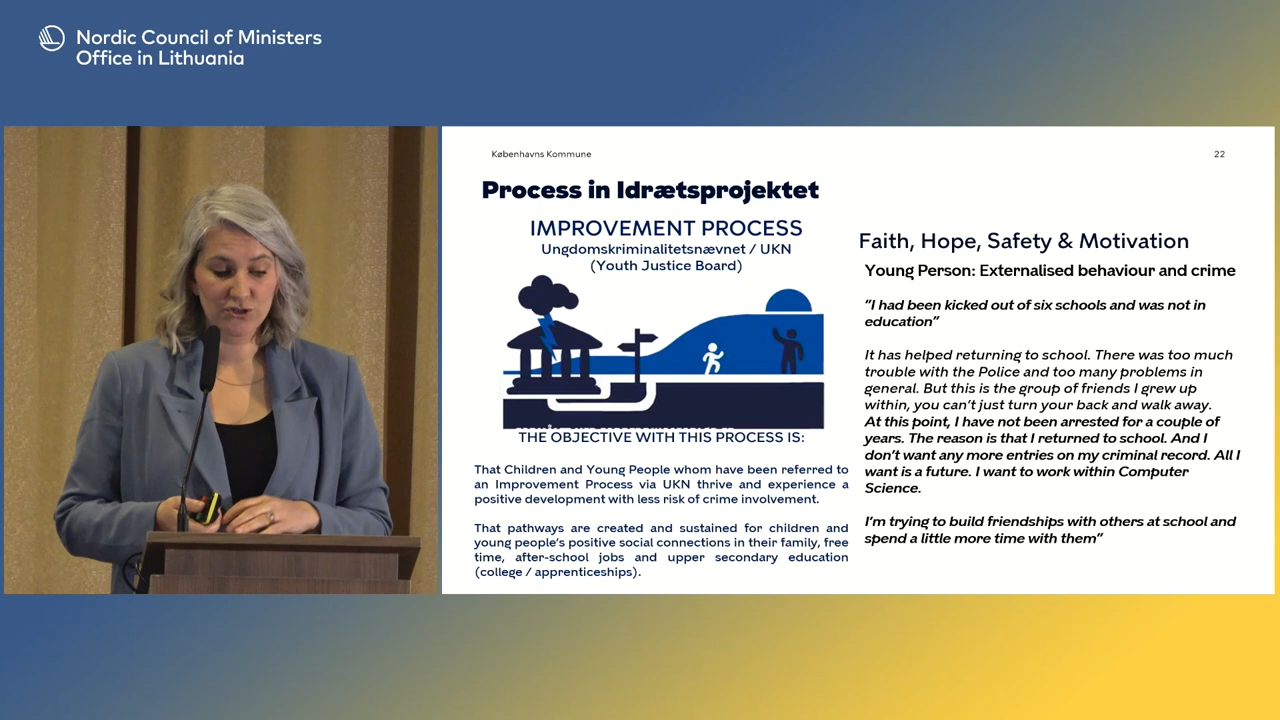 Nordic Council of Ministers
Office in Lithuania
Københavns Kommune
22
Process in Idrætsprojektet
IMPROVEMENT PROCESS
Ungdomskriminalitetsnævnet / UKN
(Youth Justice Board)
THE OBJECTIVE WITH THIS PROCESS IS:
That Children and Young People whom have been referred to
an Improvement Process via UKN thrive and experience a
positive development with less risk of crime involvement.
That pathways are created and sustained for children and
young people's positive social connections in their family, free
time, after-school jobs and upper secondary education
(college / apprenticeships).
Faith, Hope, Safety & Motivation
Young Person: Externalised behaviour and crime
"I had been kicked out of six schools and was not in
education"
It has helped returning to school. There was too much
trouble with the Police and too many problems in
general. But this is the group of friends I grew up
within, you can't just turn your back and walk away.
At this point, I have not been arrested for a couple of
years. The reason is that I returned to school. And I
don't want any more entries on my criminal record. All I
want is a future. I want to work within Computer
Science.
I'm trying to build friendships with others at school and
spend a little more time with them"